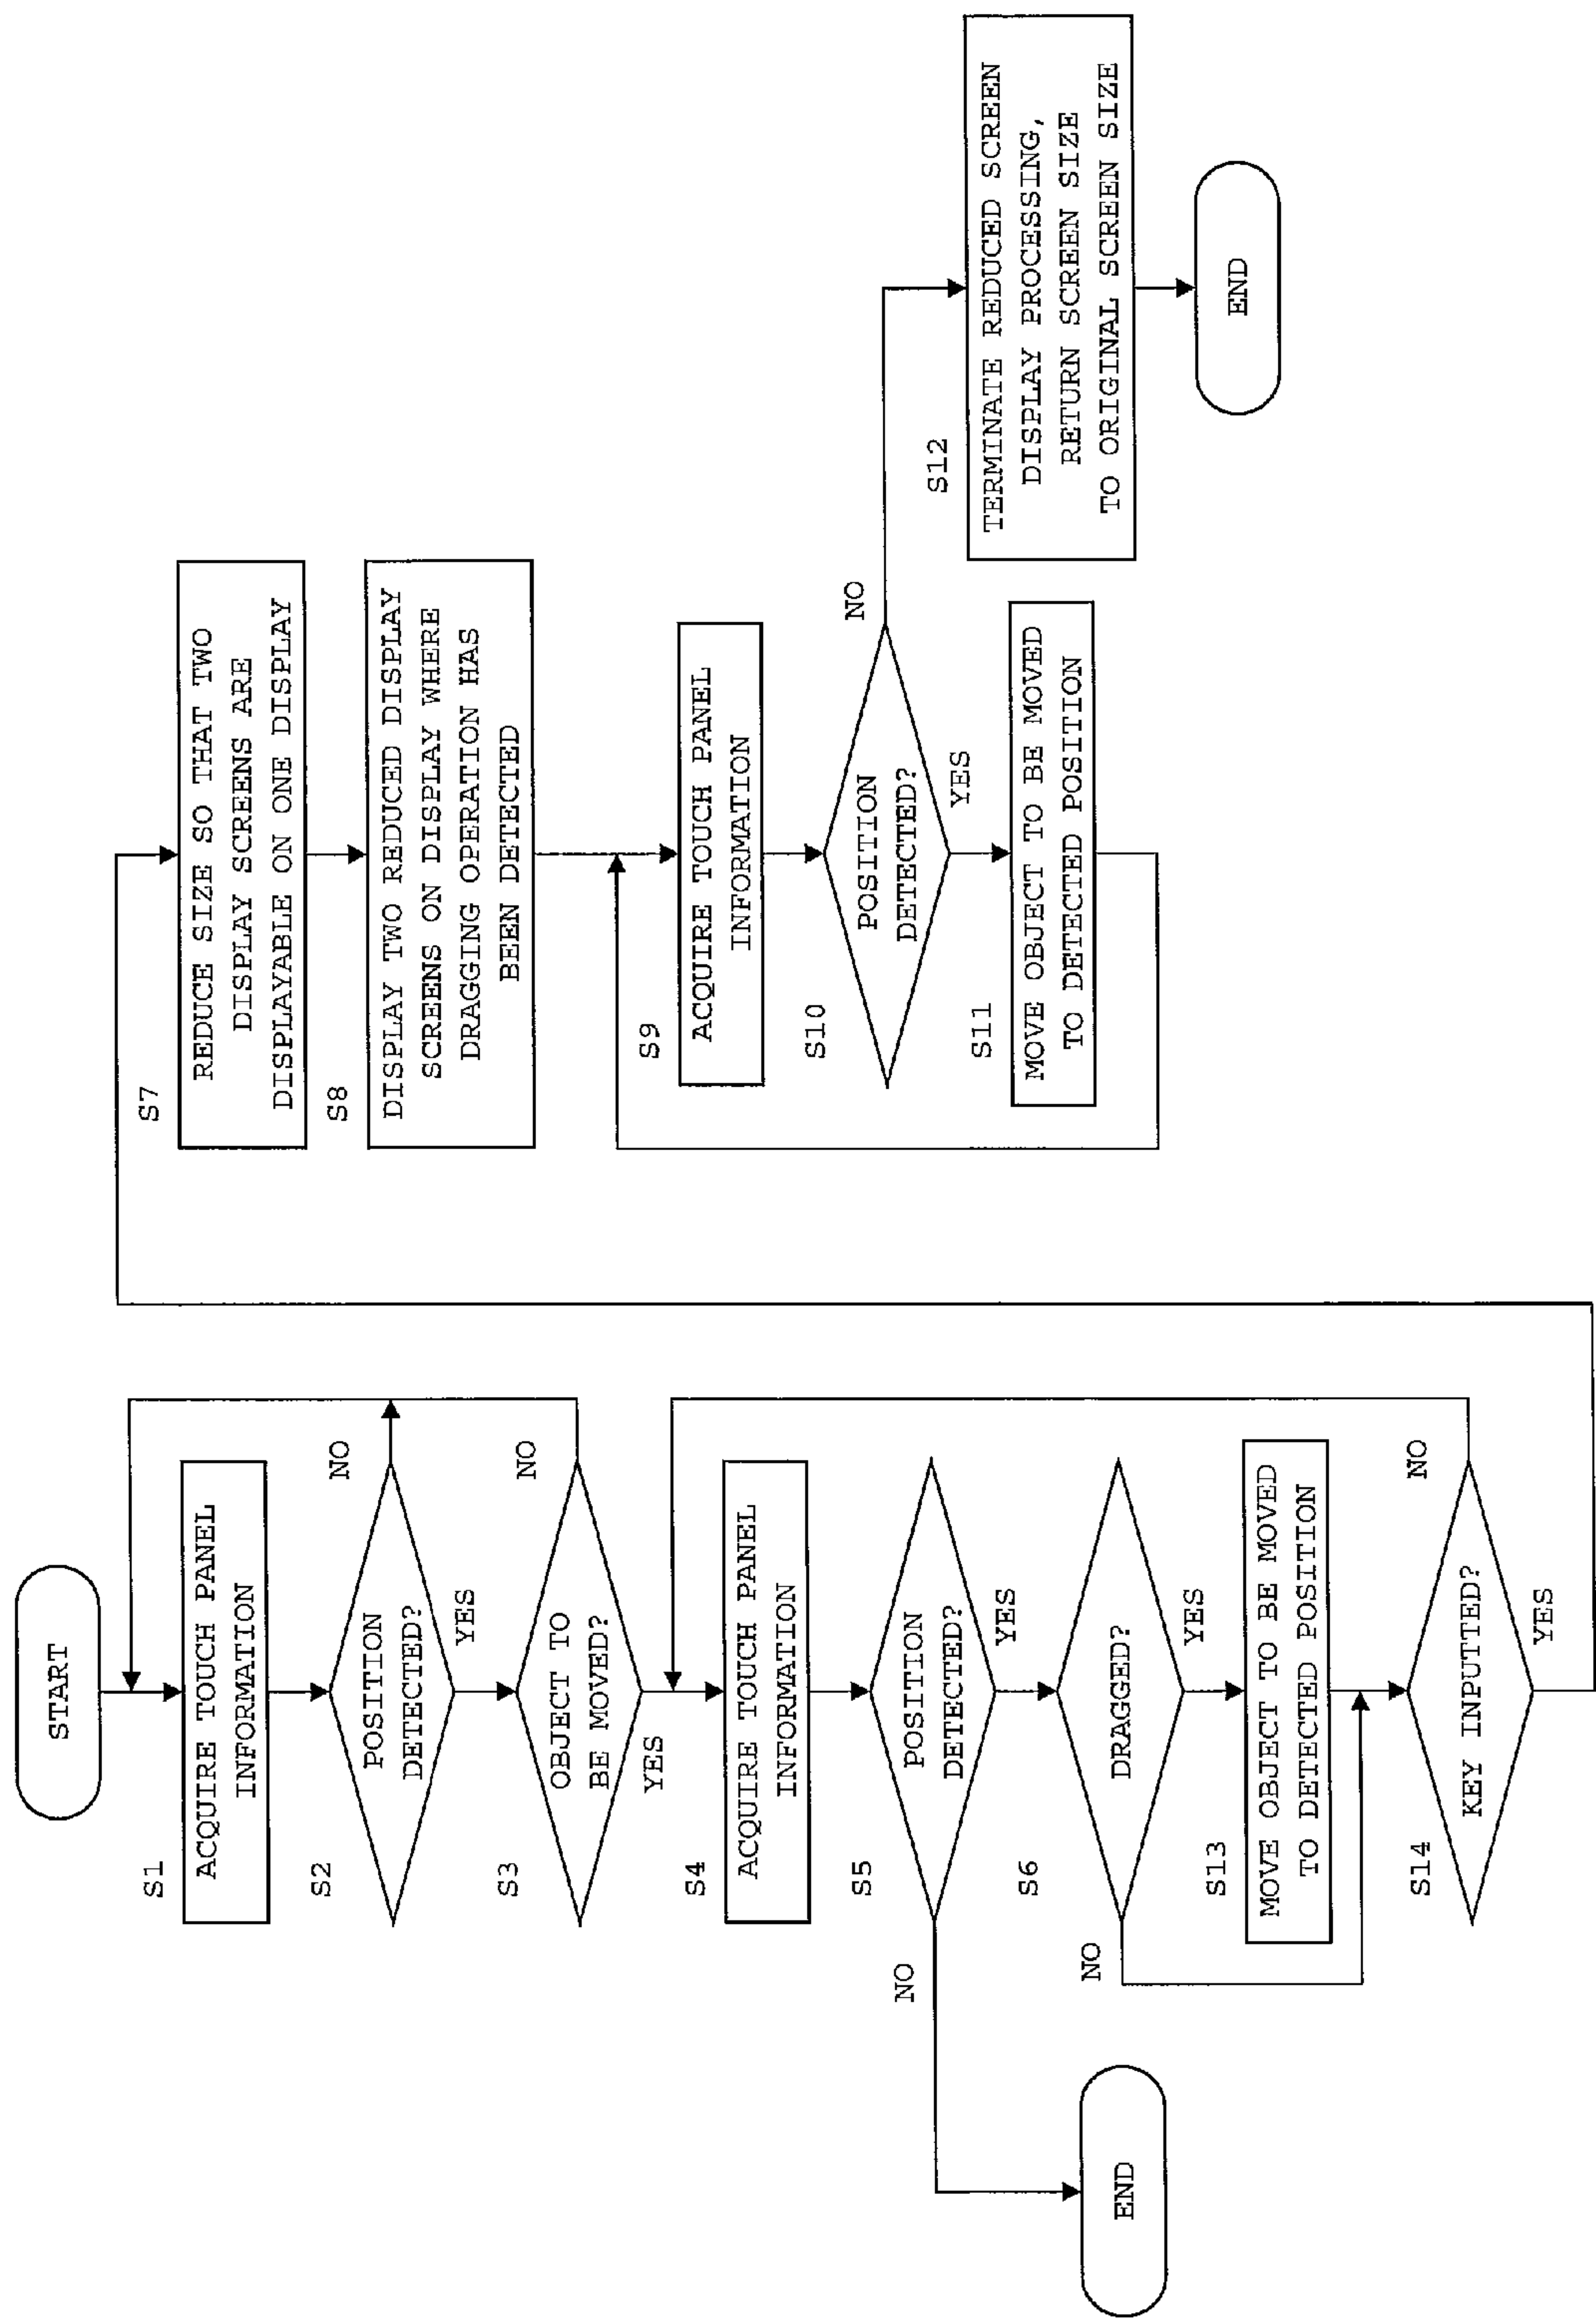 START
S1
ACQUIRE TOUCH PANEL
INFORMATION
S2
POSITION
DETECTED?
NO
YES
S3
OBJECT TO
BE MOVED?
NO
YES
S4
ACQUIRE TOUCH PANEL
INFORMATION
S5
POSITION
DETECTED?
NO
YES
END
S6
DRAGGED?
NO
YES
S13
MOVE OBJECT TO BE MOVED
TO DETECTED POSITION
S14
KEY INPUTTED?
NO
YES
S7
REDUCE SIZE SO THAT TWO
DISPLAY SCREENS ARE
DISPLAYABLE ON ONE DISPLAY
S8
DISPLAY TWO REDUCED DISPLAY
SCREENS ON DISPLAY WHERE
DRAGGING OPERATION HAS
BEEN DETECTED
S9
ACQUIRE TOUCH PANEL
INFORMATION
S10
POSITION
DETECTED?
NO
YES
S11
MOVE OBJECT TO BE MOVED
TO DETECTED POSITION
S12
TERMINATE REDUCED SCREEN
DISPLAY PROCESSING,
RETURN SCREEN SIZE
TO ORIGINAL SCREEN SIZE
END